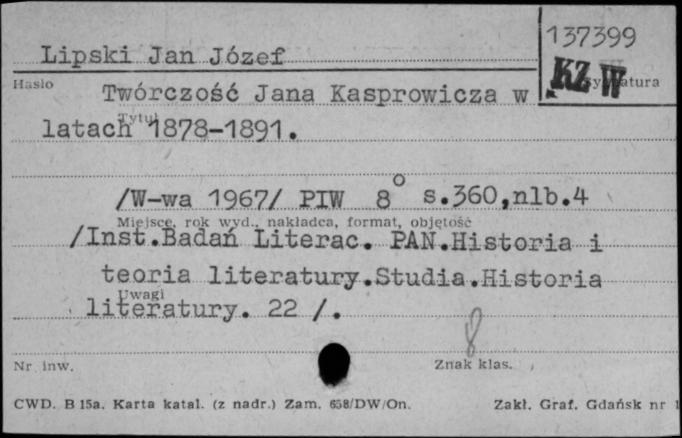 137399
Lipski Jan Józef
KZ W
Hasło
Sygnatura
Twórczość Jana Kasprowicza w
Tytuł
latach 1878-1891.
/W-wa 1967/ PIW 8° s.360,nlb.4
Miejsce, rok wyd., nakładca, format, objętość
/Inst.Badań Literac. PAN.Historia i
teoria literatury.Studia.Historia
Uwagi
literatury. 22 /.
8
Nr inw.
Znak klas.
CWD. B 15a. Karta katal. (z nadr.) Zam. 658/DW/On.
Zakł. Graf. Gdańsk nr 1